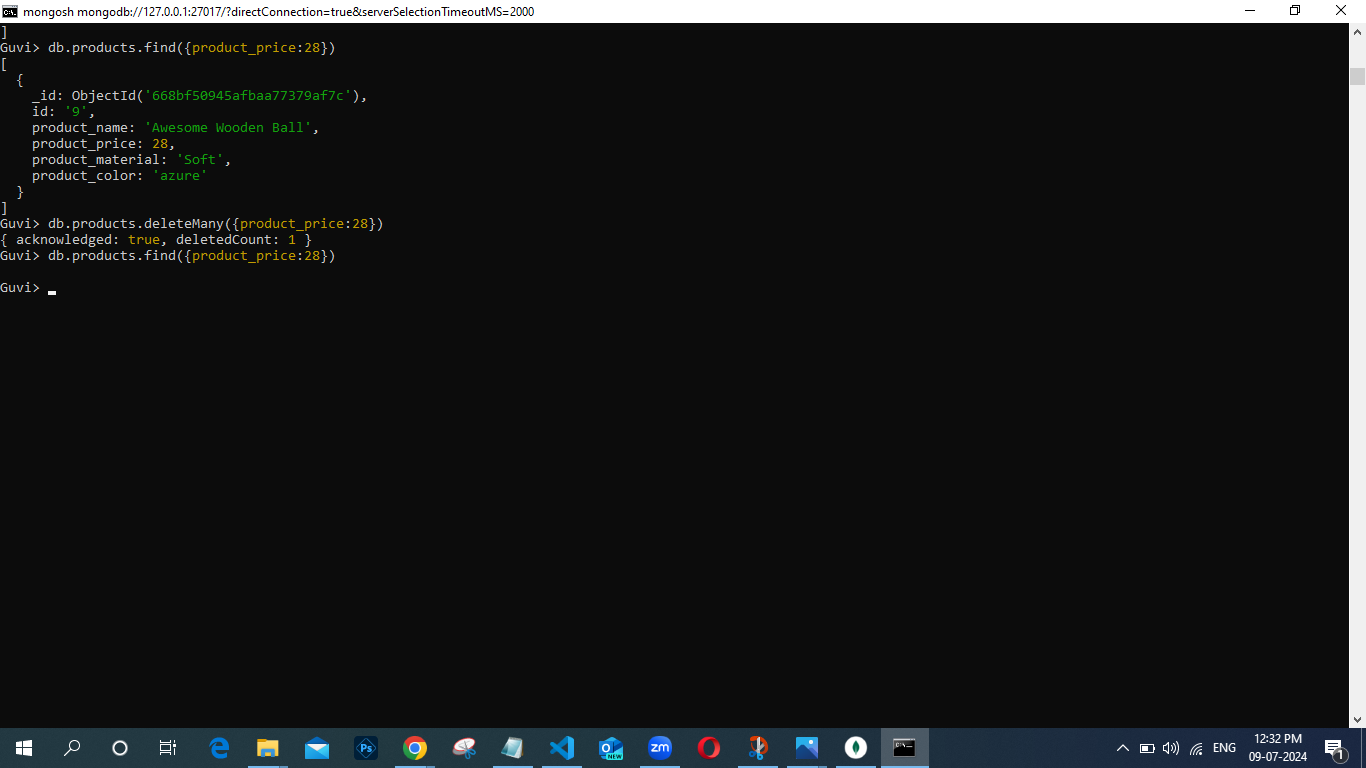 mongosh mongodb://127.0.0.1:27017/?directConnection=true&serverSelectionTimeoutMS=2000
]
Guvi> db.products.find({product_price:28})
[
  {
    _id: ObjectId('668bf50945afbaa77379af7c'),
    id: '9',
    product_name: 'Awesome Wooden Ball',
    product_price: 28,
    product_material: 'Soft',
    product_color: 'azure'
  }
]
Guvi> db.products.deleteMany({product_price:28})
{ acknowledged: true, deletedCount: 1 }
Guvi> db.products.find({product_price:28})
Guvi>
Ps
NEW
zm
ENG
12:32 PM
09-07-2024
1